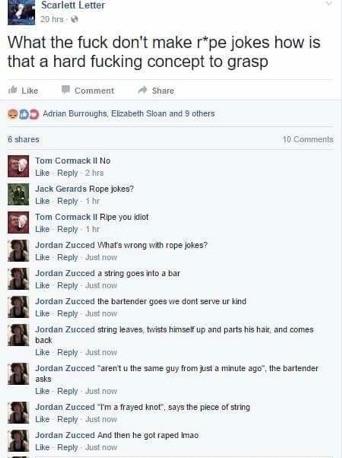 Scarlett Letter
20 hrs ·
What the fuck don't make r*pe jokes how is
that a hard fucking concept to grasp
Like Comment Share
Adrian Burroughs, Elizabeth Sloan and 9 others
6 shares 10 Comments
Tom Cormack II No
Like · Reply · 2 hrs
Jack Gerards Rope jokes?
Like · Reply · 1 hr
Tom Cormack II Ripe you idiot
Like · Reply · 1 hr
Jordan Zucced What's wrong with rope jokes?
Like · Reply · Just now
Jordan Zucced a string goes into a bar
Like · Reply · Just now
Jordan Zucced the bartender goes we dont serve ur kind
Like · Reply · Just now
Jordan Zucced string leaves, twists himself up and parts his hair, and comes
back
Like · Reply · Just now
Jordan Zucced "aren't u the same guy from just a minute ago", the bartender
asks
Like · Reply · Just now
Jordan Zucced "I'm a frayed knot", says the piece of string
Like · Reply · Just now
Jordan Zucced And then he got raped lmao
Like · Reply · Just now